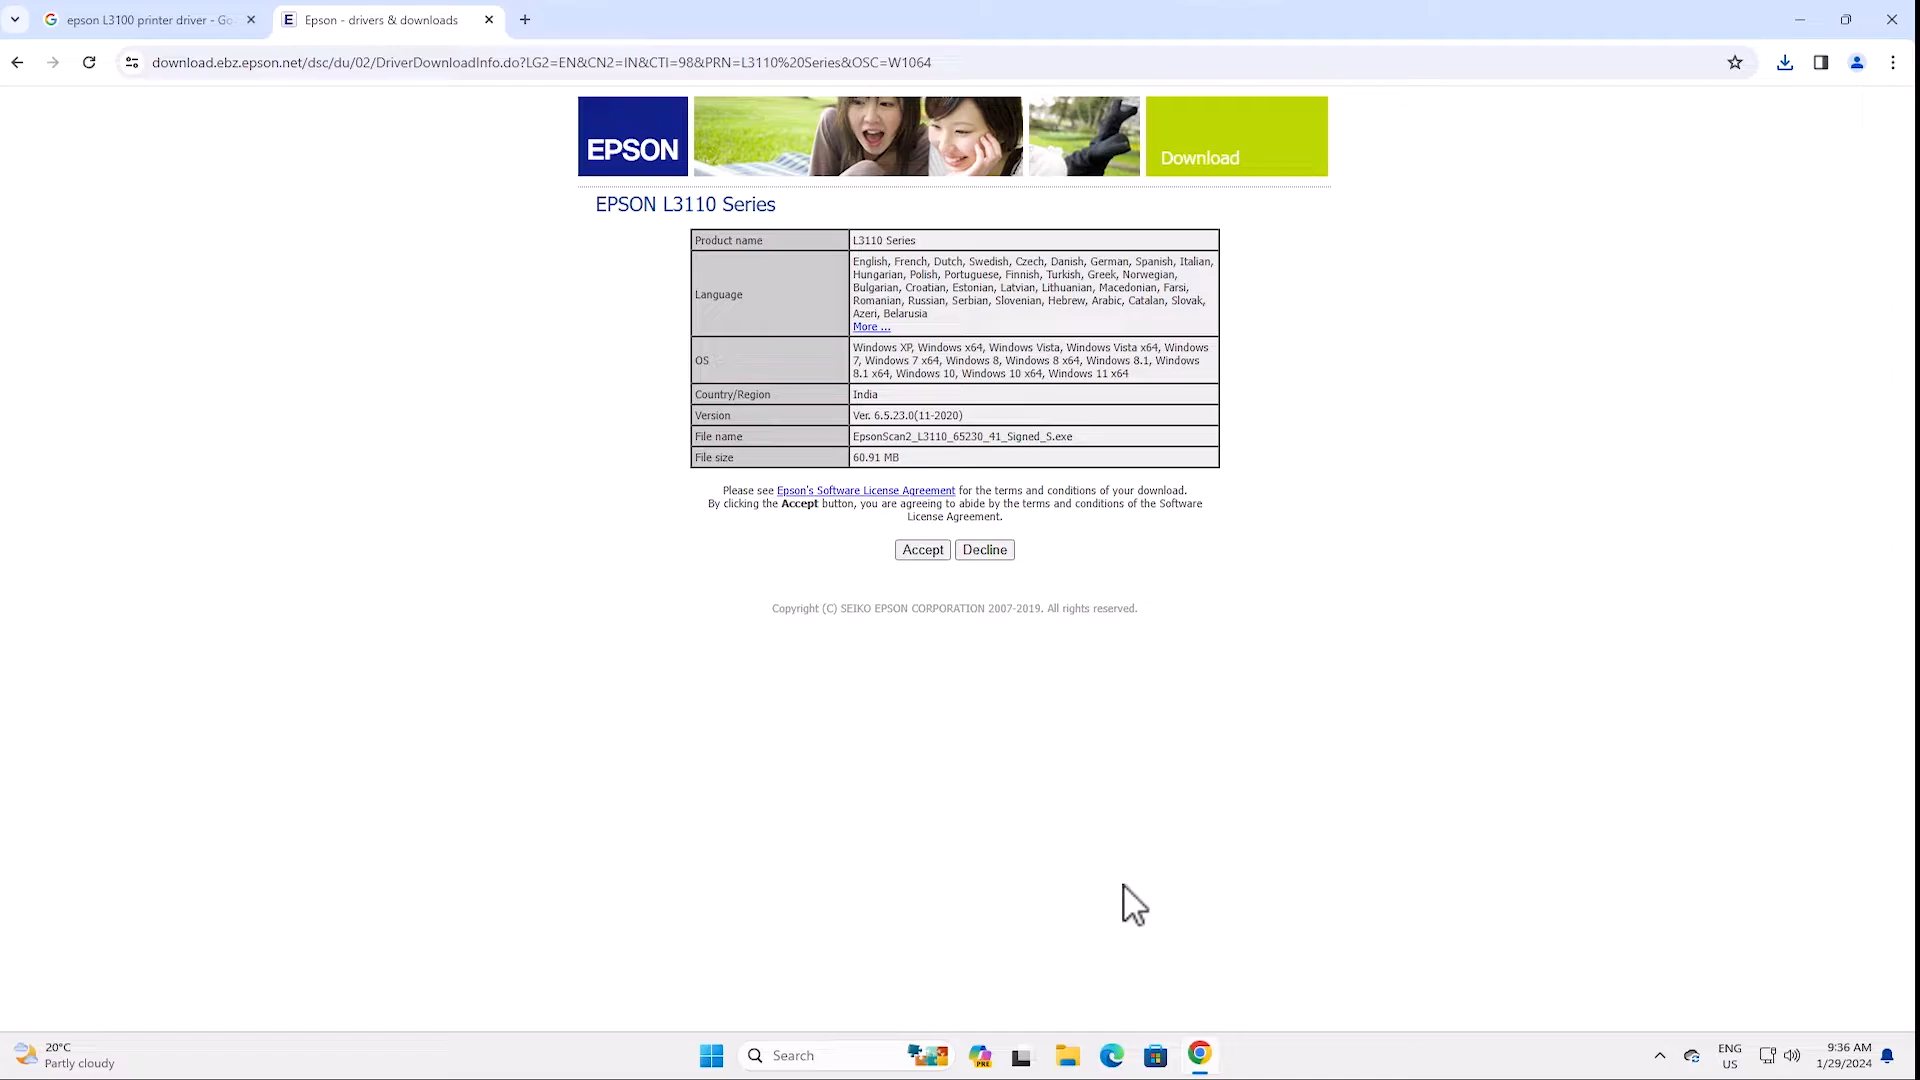 epson L3100 printer driver - Go
Epson - drivers & downloads
download.ebz.epson.net/dsc/du/02/DriverDownloadInfo.do?LG2=EN&CN2=IN&CTI=98&PRN=L3110%20Series&OSC=W1064
EPSON
Download
EPSON L3110 Series
Product name
L3110 Series
Language
English, French, Dutch, Swedish, Czech, Danish, German, Spanish, Italian,
Hungarian, Polish, Portuguese, Finnish, Turkish, Greek, Norwegian,
Bulgarian, Croatian, Estonian, Latvian, Lithuanian, Macedonian, Farsi,
Romanian, Russian, Serbian, Slovenian, Hebrew, Arabic, Catalan, Slovak,
Azeri, Belarusia
More ...
OS
Windows XP, Windows x64, Windows Vista, Windows Vista x64, Windows
7, Windows 7 x64, Windows 8, Windows 8 x64, Windows 8.1, Windows
8.1 x64, Windows 10, Windows 10 x64, Windows 11 x64
Country/Region
India
Version
Ver. 6.5.23.0(11-2020)
File name
EpsonScan2_L3110_65230_41_Signed_S.exe
File size
60.91 MB
Please see Epson's Software License Agreement for the terms and conditions of your download.
By clicking the Accept button, you are agreeing to abide by the terms and conditions of the Software
License Agreement.
Accept
Decline
Copyright (C) SEIKO EPSON CORPORATION 2007-2019. All rights reserved.
20°C
Partly cloudy
Search
PRE
ENG
US
9:36 AM
1/29/2024